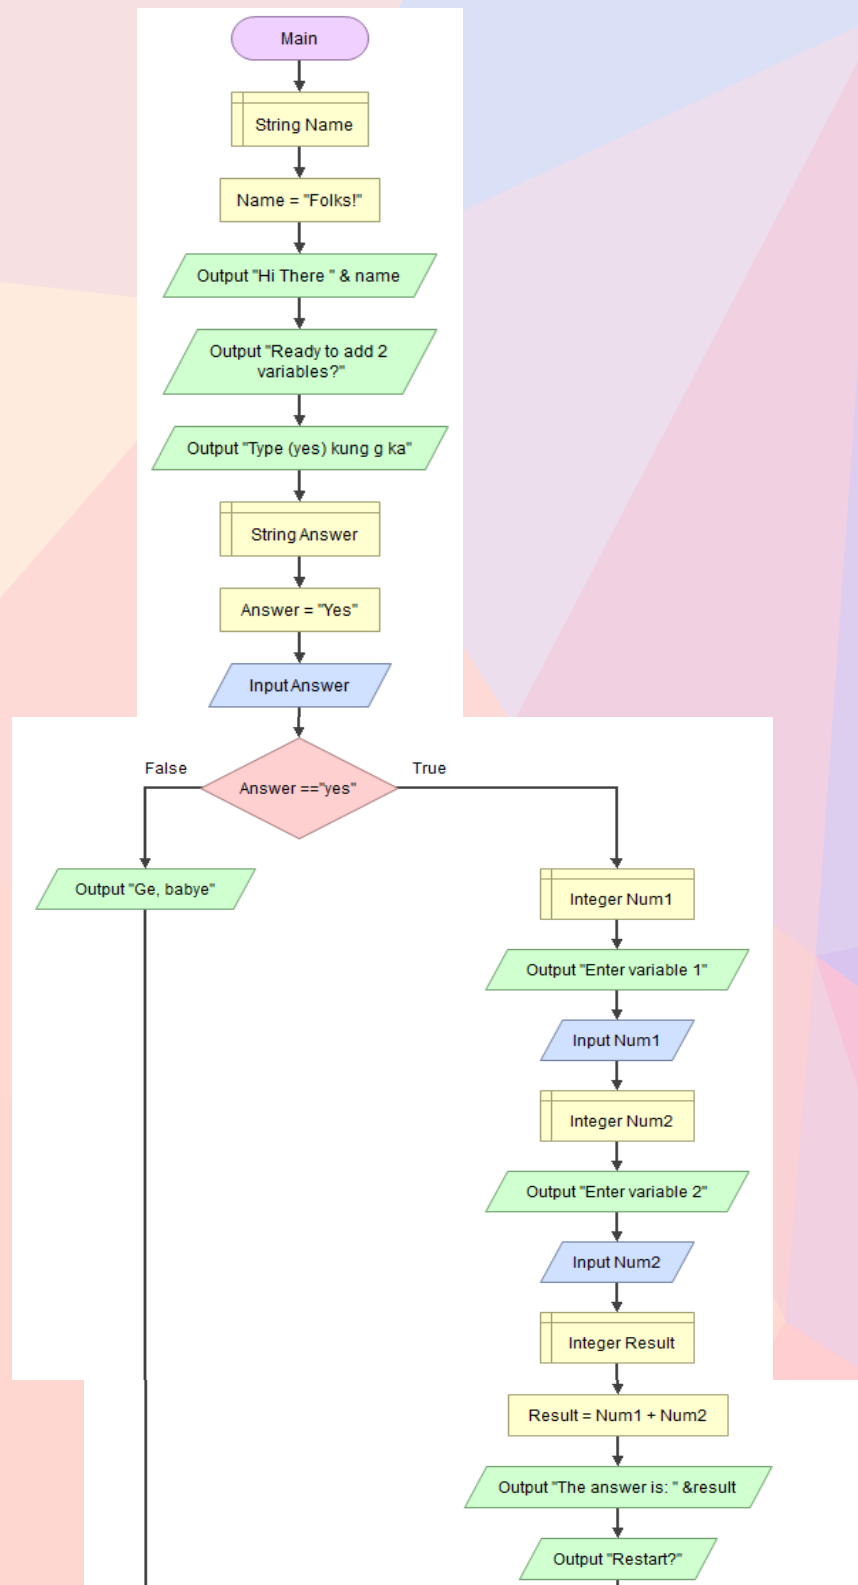 Main
String Name
Name = "Folks!"
Output "Hi There " & name
Output "Ready to add 2
variables?"
Output "Type (yes) kung g ka"
String Answer
Answer = "Yes"
Input Answer
False
Answer =="yes"
True
Output "Ge, babye"
Integer Num1
Output "Enter variable 1"
Input Num1
Integer Num2
Output "Enter variable 2"
Input Num2
Integer Result
Result = Num1 + Num2
Output "The answer is: " &result
Output "Restart?"